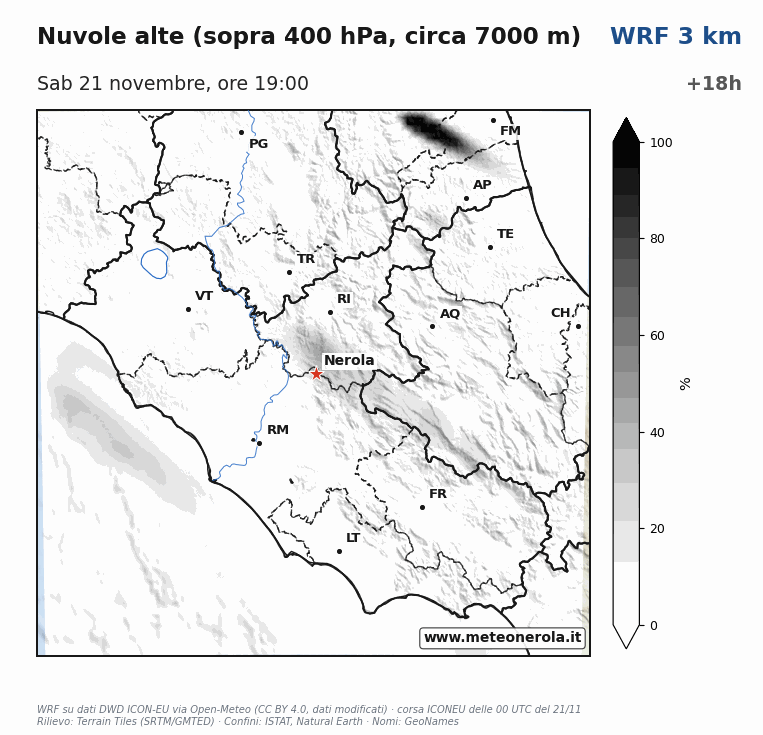 Nuvole alte (sopra 400 hPa, circa 7000 m) WRF 3 km
Sab 21 novembre, ore 19:00 +18h
FM
PG
AP
TE
TR
VT
RI
AQ
CH
Nerola
RM
FR
LT
www.meteonerola.it
100
80
60
40
20
0
%
WRF su dati DWD ICON-EU via Open-Meteo (CC BY 4.0, dati modificati) · corsa ICONEU delle 00 UTC del 21/11
Rilievo: Terrain Tiles (SRTM/GMTED) · Confini: ISTAT, Natural Earth · Nomi: GeoNames